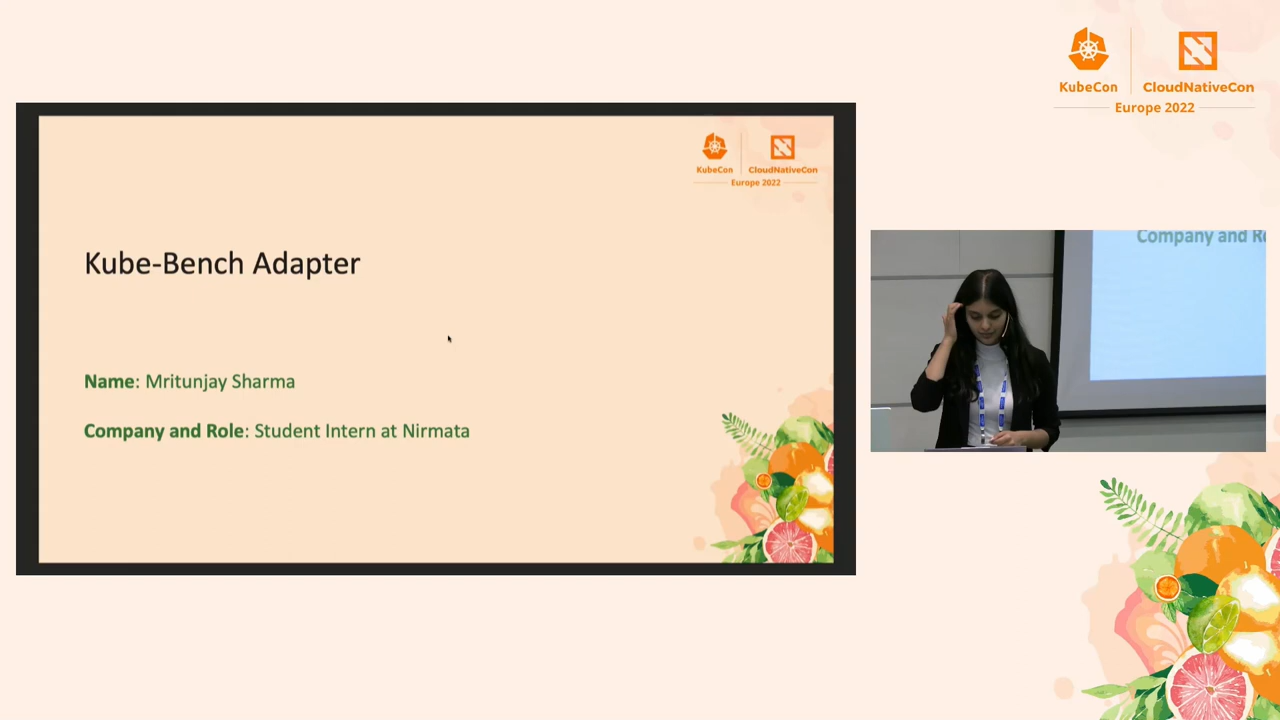 KubeCon
CloudNativeCon
Europe 2022
KubeCon
CloudNativeCon
Europe 2022
Kube-Bench Adapter
Name: Mritunjay Sharma
Company and Role: Student Intern at Nirmata
Company and Ro